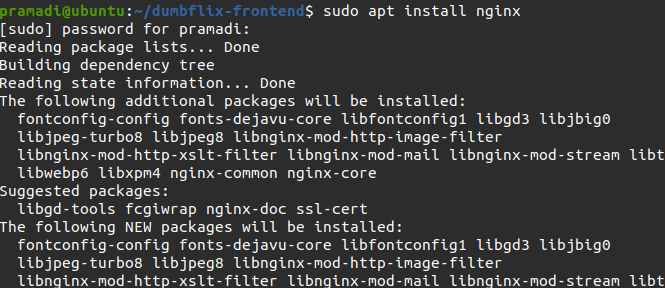 pramadi@ubuntu:~/dumbflix-frontend$ sudo apt install nginx
[sudo] password for pramadi:
Reading package lists... Done
Building dependency tree
Reading state information... Done
The following additional packages will be installed:
  fontconfig-config fonts-dejavu-core libfontconfig1 libgd3 libjbig0
  libjpeg-turbo8 libjpeg8 libnginx-mod-http-image-filter
  libnginx-mod-http-xslt-filter libnginx-mod-mail libnginx-mod-stream libt
  libwebp6 libxpm4 nginx-common nginx-core
Suggested packages:
  libgd-tools fcgiwrap nginx-doc ssl-cert
The following NEW packages will be installed:
  fontconfig-config fonts-dejavu-core libfontconfig1 libgd3 libjbig0
  libjpeg-turbo8 libjpeg8 libnginx-mod-http-image-filter
  libnginx-mod-http-xslt-filter libnginx-mod-mail libnginx-mod-stream libt